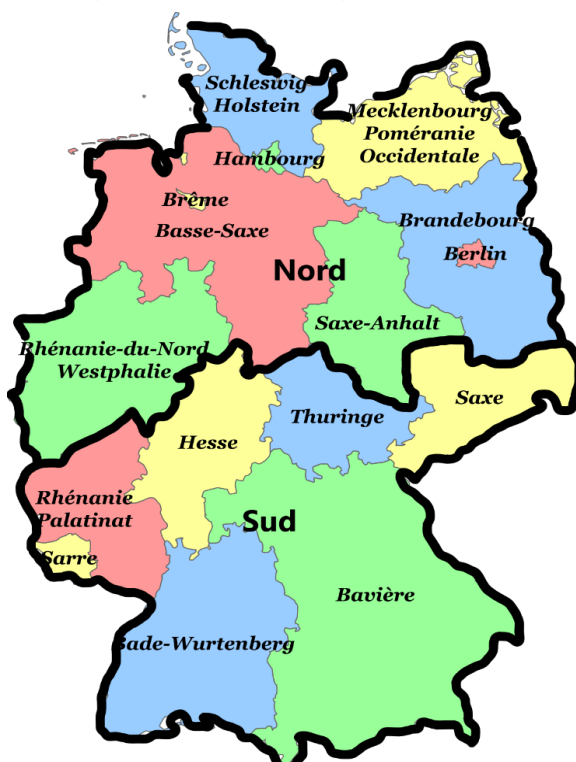 Schleswig
Holstein
Mecklenbourg
Poméranie
Occidentale
Hambourg
Brême
Basse-Saxe
Brandebourg
Berlin
Nord
Saxe-Anhalt
Rhénanie-du-Nord
Westphalie
Hesse
Thuringe
Saxe
Rhénanie
Palatinat
Sud
Sarre
Bavière
Bade-Wurtenberg